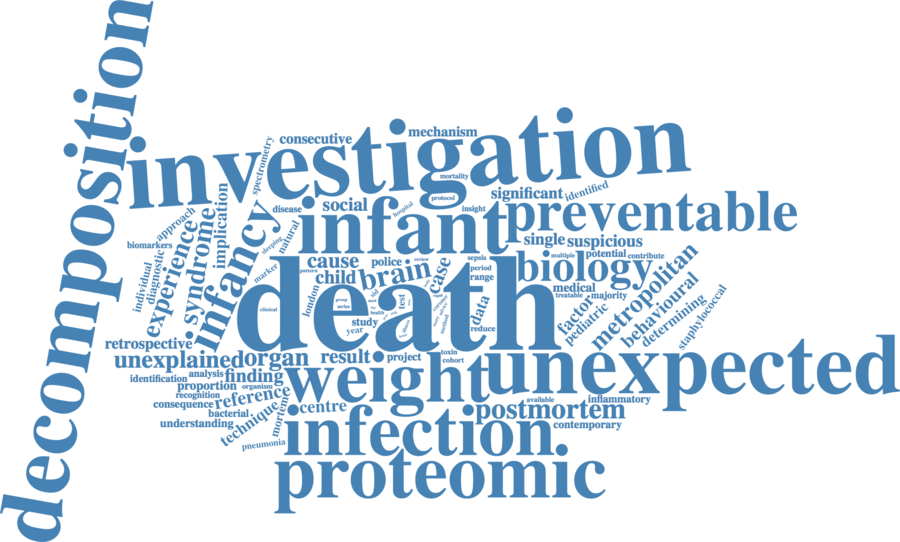 decomposition
investigation
consecutive
mechanism
spectrometry
mortality
protocol
significant
identified
disease
social
hospital
insight
infant
preventable
approach
syndrome
implication
infancy
natural
sleeping
single
suspicious
biomarkers
experience
cause
police
review
sepsis
multiple
potential
contribute
individual
diagnostic
marker
pattern
child
brain
case
period
range
biology
metropolitan
medical
treatable
majority
death
london
group
series
health
test
data
factor
pediatric
behavioural
determining
staphylococcal
clinical
study
year
method
reduce
retrospective
unexplained
organ
result
project
toxin
cohort
unexpected
identification
analysis
finding
weight
proportion
organism
recognition
reference
consequence
bacterial
technique
mortem
centre
available
inflammatory
postmortem
contemporary
understanding
pneumonia
infection
proteomic